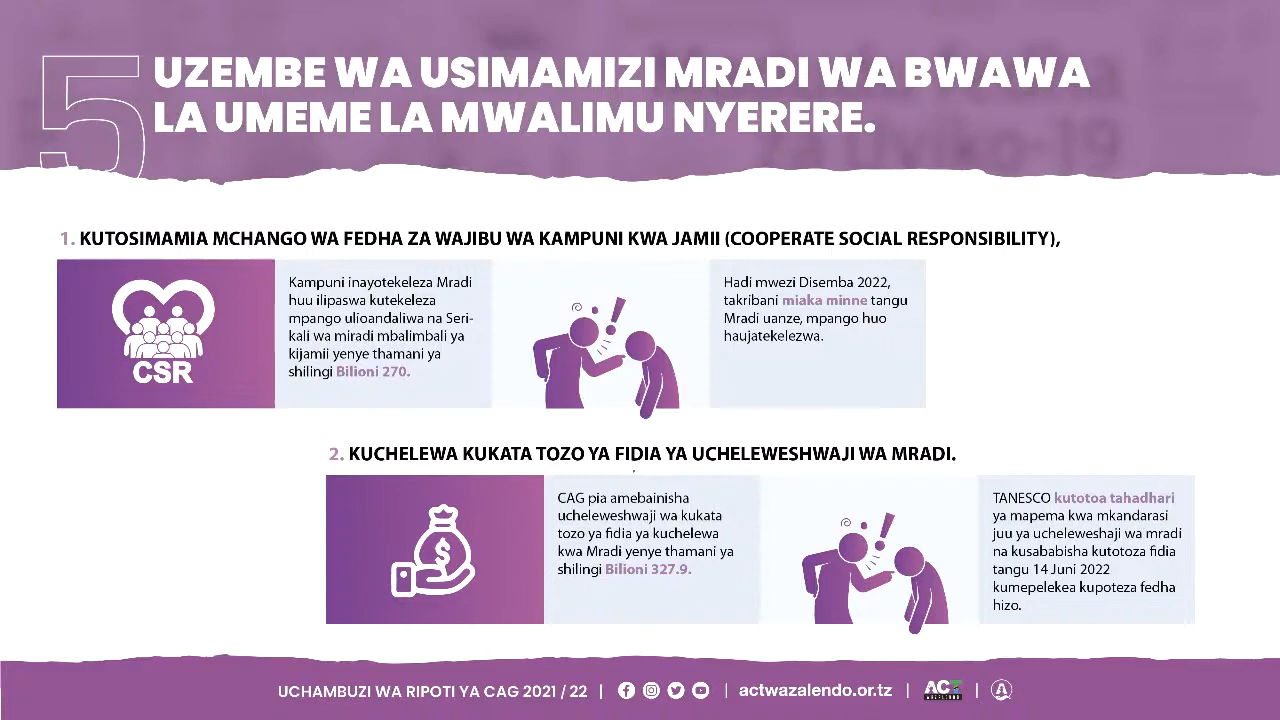 5
UZEMBE WA USIMAMIZI MRADI WA BWAWA
LA UMEME LA MWALIMU NYERERE.
1. KUTOSIMAMIA MCHANGO WA FEDHA ZA WAJIBU WA KAMPUNI KWA JAMII (COOPERATE SOCIAL RESPONSIBILITY),
CSR
Kampuni inayotekeleza Mradi
huu ilipaswa kutekeleza
mpango ulioandaliwa na Seri-
kali wa miradi mbalimbali ya
kijamii yenye thamani ya
shilingi Bilioni 270.
Hadi mwezi Disemba 2022,
takribani miaka minne tangu
Mradi uanze, mpango huo
haujatekelezwa.
2. KUCHELEWA KUKATA TOZO YA FIDIA YA UCHELEWESHWAJI WA MRADI.
CAG pia amebainisha
ucheleweshwaji wa kukata
tozo ya fidia ya kuchelewa
kwa Mradi yenye thamani ya
shilingi Bilioni 327.9.
TANESCO kutotoa tahadhari
ya mapema kwa mkandarasi
juu ya ucheleweshaji wa mradi
na kusababisha kutotoza fidia
tangu 14 Juni 2022
kumepelekea kupoteza fedha
hizo.
UCHAMBUZI WA RIPOTI YA CAG 2021 / 22 | | actwazalendo.or.tz | ACT |